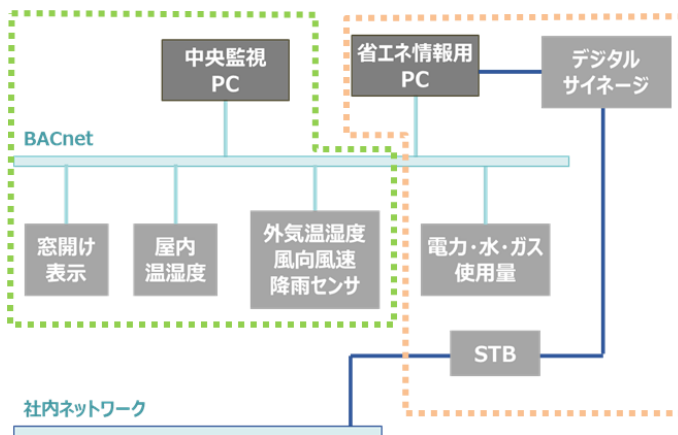 中央監視
PC
省エネ情報用
PC
デジタル
サイネージ
BACnet
窓開け
表示
屋内
温湿度
外気温湿度
風向風速
降雨センサ
電力・水・ガス
使用量
STB
社内ネットワーク